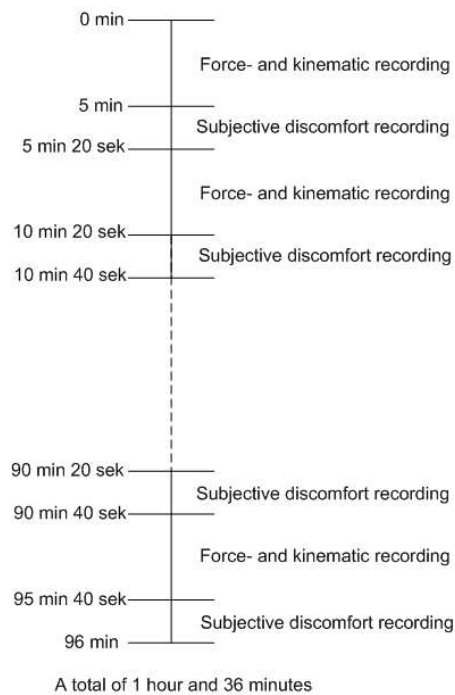 0 min
Force- and kinematic recording
5 min
Subjective discomfort recording
5 min 20 sek
Force- and kinematic recording
10 min 20 sek
Subjective discomfort recording
10 min 40 sek
90 min 20 sek
Subjective discomfort recording
90 min 40 sek
Force- and kinematic recording
95 min 40 sek
Subjective discomfort recording
96 min
A total of 1 hour and 36 minutes